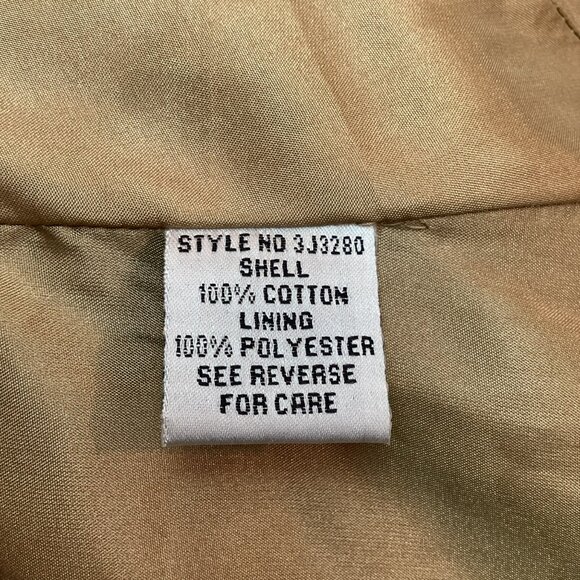 STYLE NO 3J3280
SHELL
100% COTTON
LINING
100% POLYESTER
SEE REVERSE
FOR CARE